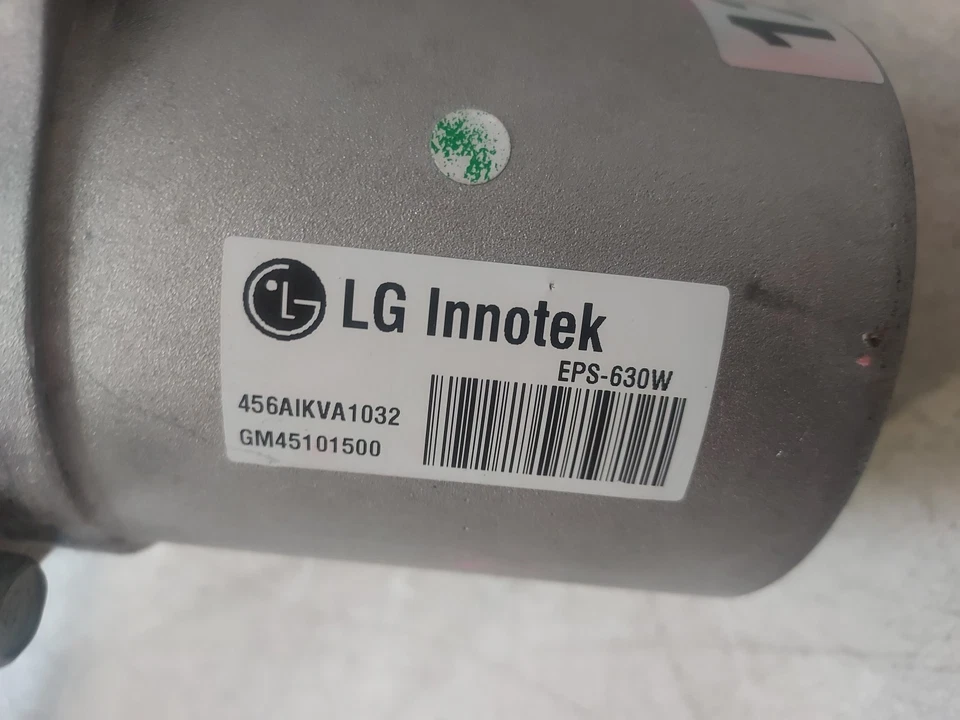 LG Innotek
EPS-630W
456AIKVA1032
GM45101500